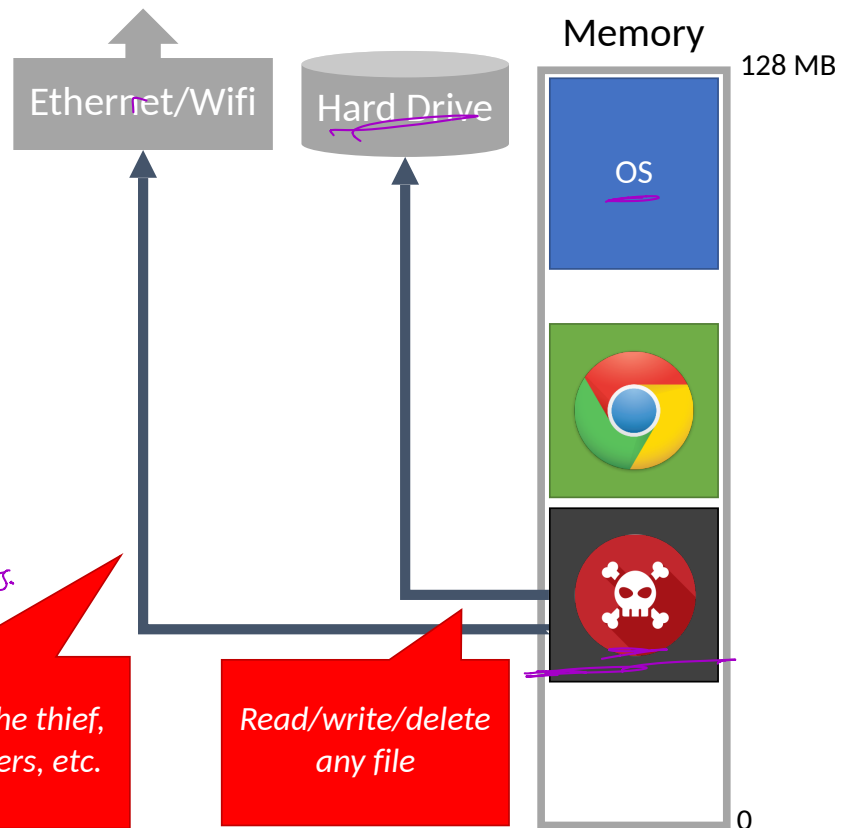 Memory
128 MB
Ethernet/Wifi
Hard Drive
OS
he thief,
ers, etc.
Read/write/delete
any file
0